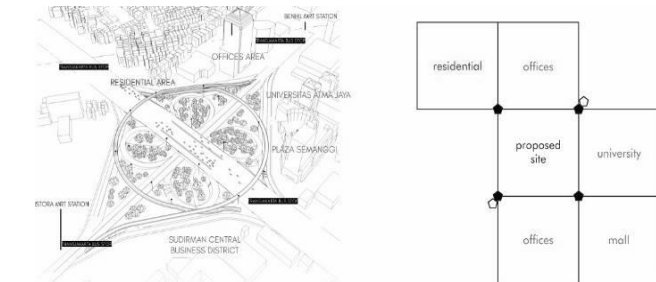 BENHIL MRT STATION
OFFICES AREA
RESIDENTIAL AREA
UNIVERSITAS ATMA JAYA
PLAZA SEMANGGI
ISTORA MRT STATION
SUDIRMAN CENTRAL
BUSINESS DISTRICT
residential
offices
proposed
site
university
offices
mall